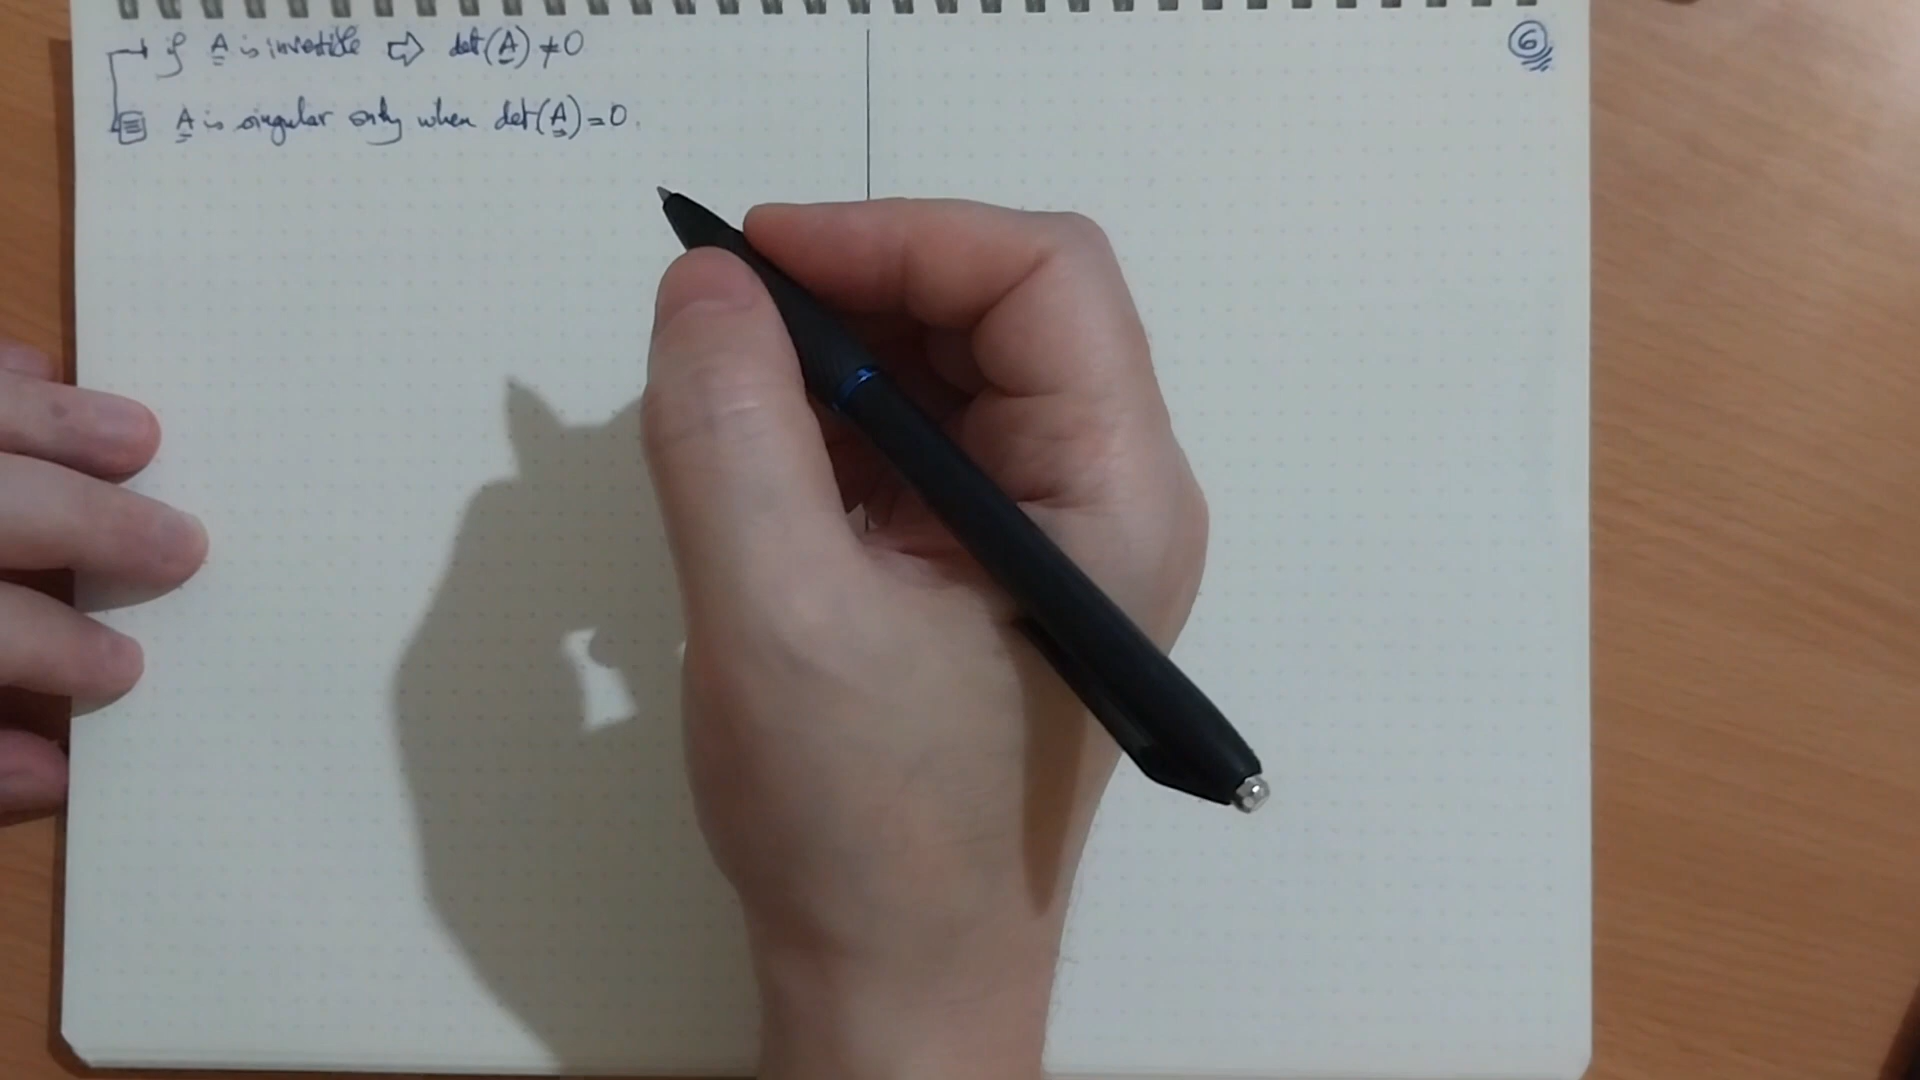 → if A is invertible ⇨ det(A) ≠ 0
A is singular only when det(A) = 0.
6